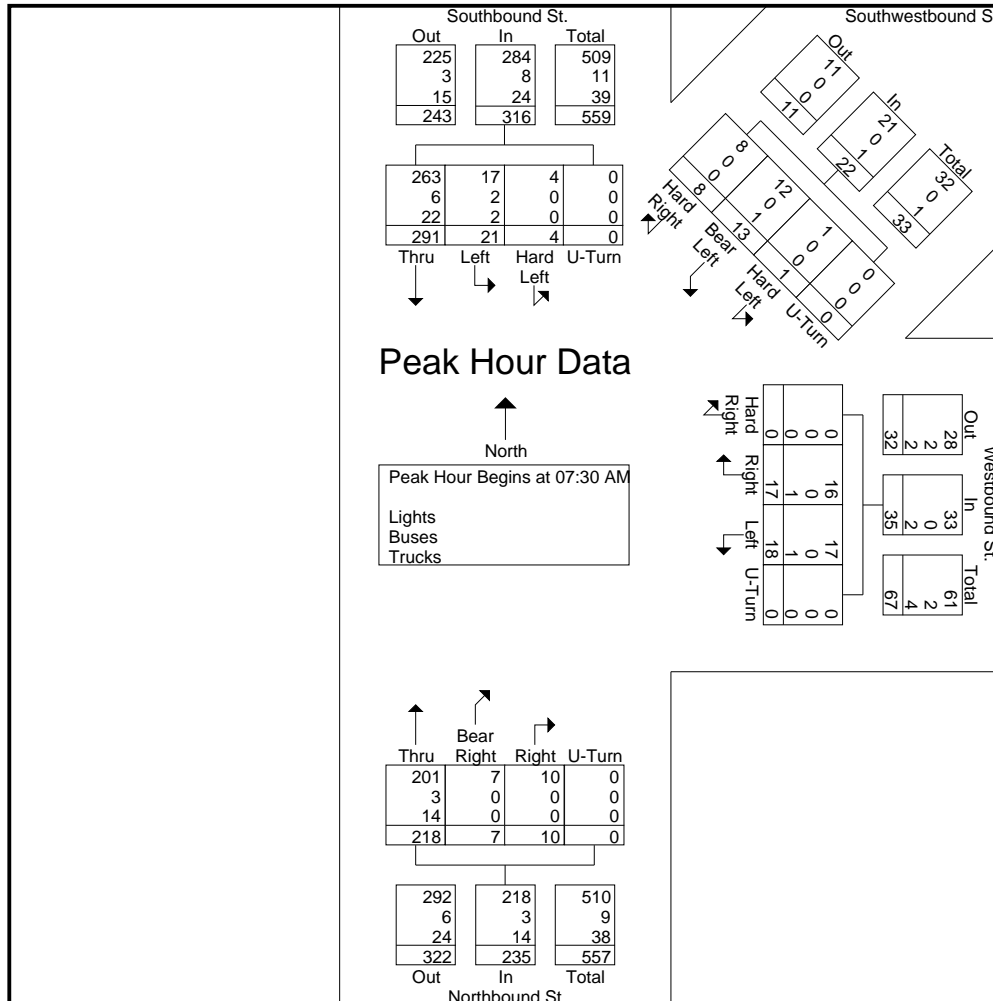 Southbound St.
Out In Total
225 284 509
3 8 11
15 24 39
243 316 559
263 17 4 0
6 2 0 0
22 2 0 0
291 21 4 0
Thru Left Hard Left U-Turn
Southwestbound S
Out In Total
11 21 32
0 0 0
0 1 1
11 22 33
8 12 1 0
0 0 0 0
0 1 0 0
8 13 1 0
Hard Right Bear Left Hard Left U-Turn
Peak Hour Data
North
Peak Hour Begins at 07:30 AM
Lights
Buses
Trucks
Westbound St.
Out In Total
28 33 61
2 0 2
2 2 4
32 35 67
0 16 17 0
0 0 0 0
0 1 1 0
0 17 18 0
Hard Right Right Left U-Turn
Thru Bear Right Right U-Turn
201 7 10 0
3 0 0 0
14 0 0 0
218 7 10 0
292 218 510
6 3 9
24 14 38
322 235 557
Out In Total
Northbound St.